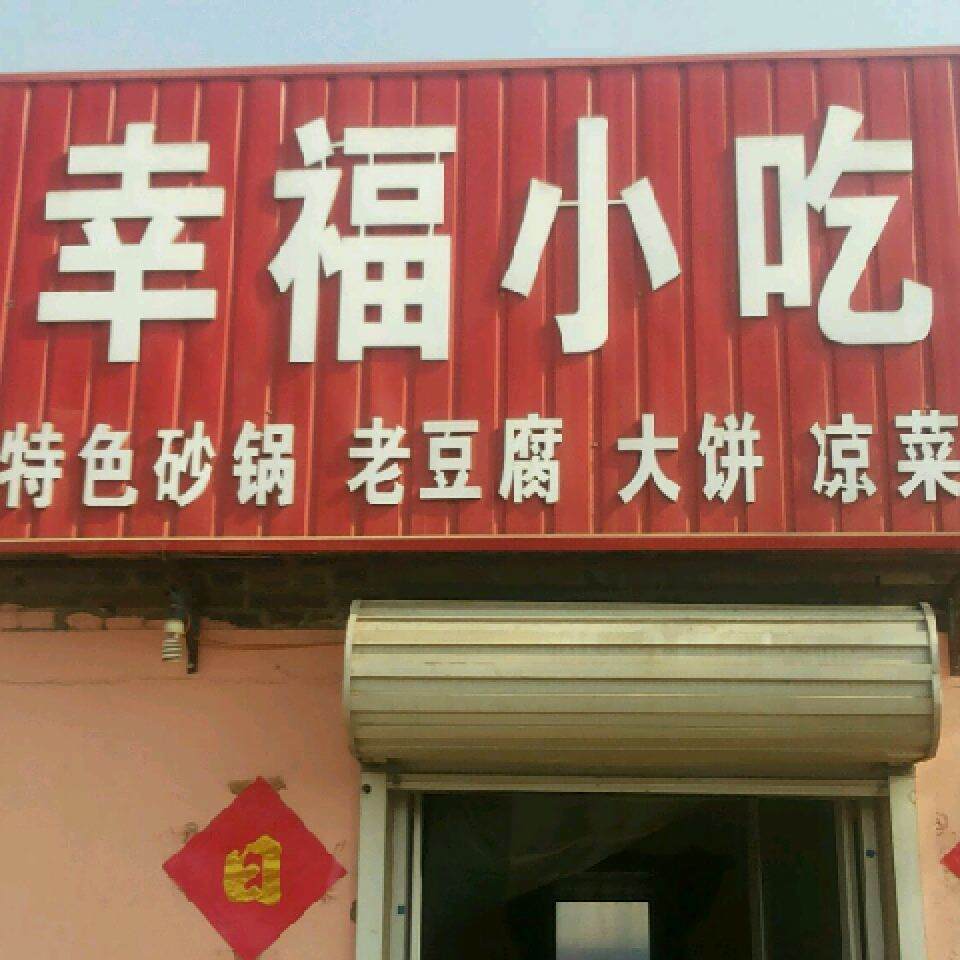 幸福小吃
特色砂锅 老豆腐 大饼 凉菜